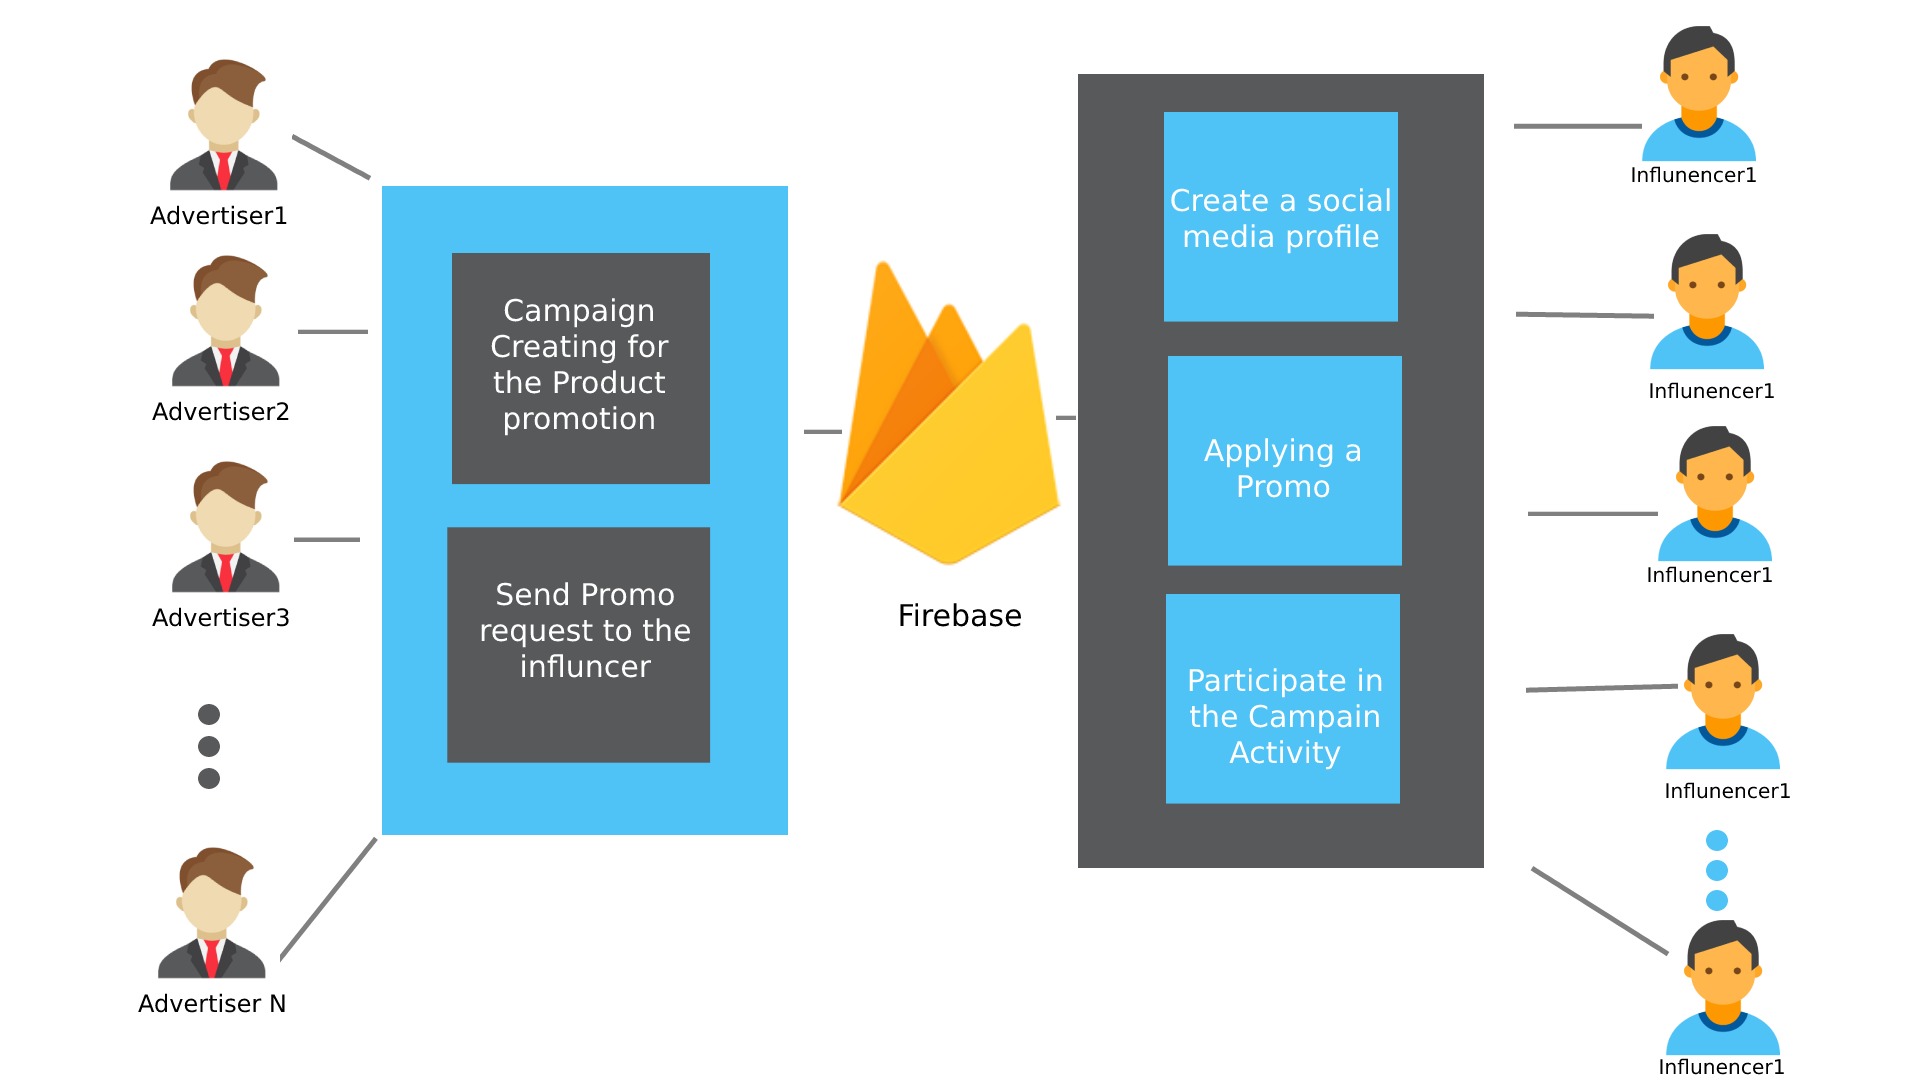 Advertiser1
Advertiser2
Advertiser3
Advertiser N
Campaign
Creating for
the Product
promotion
Send Promo
request to the
influncer
Firebase
Create a social
media profile
Applying a
Promo
Participate in
the Campain
Activity
Influnencer1
Influnencer1
Influnencer1
Influnencer1
Influnencer1